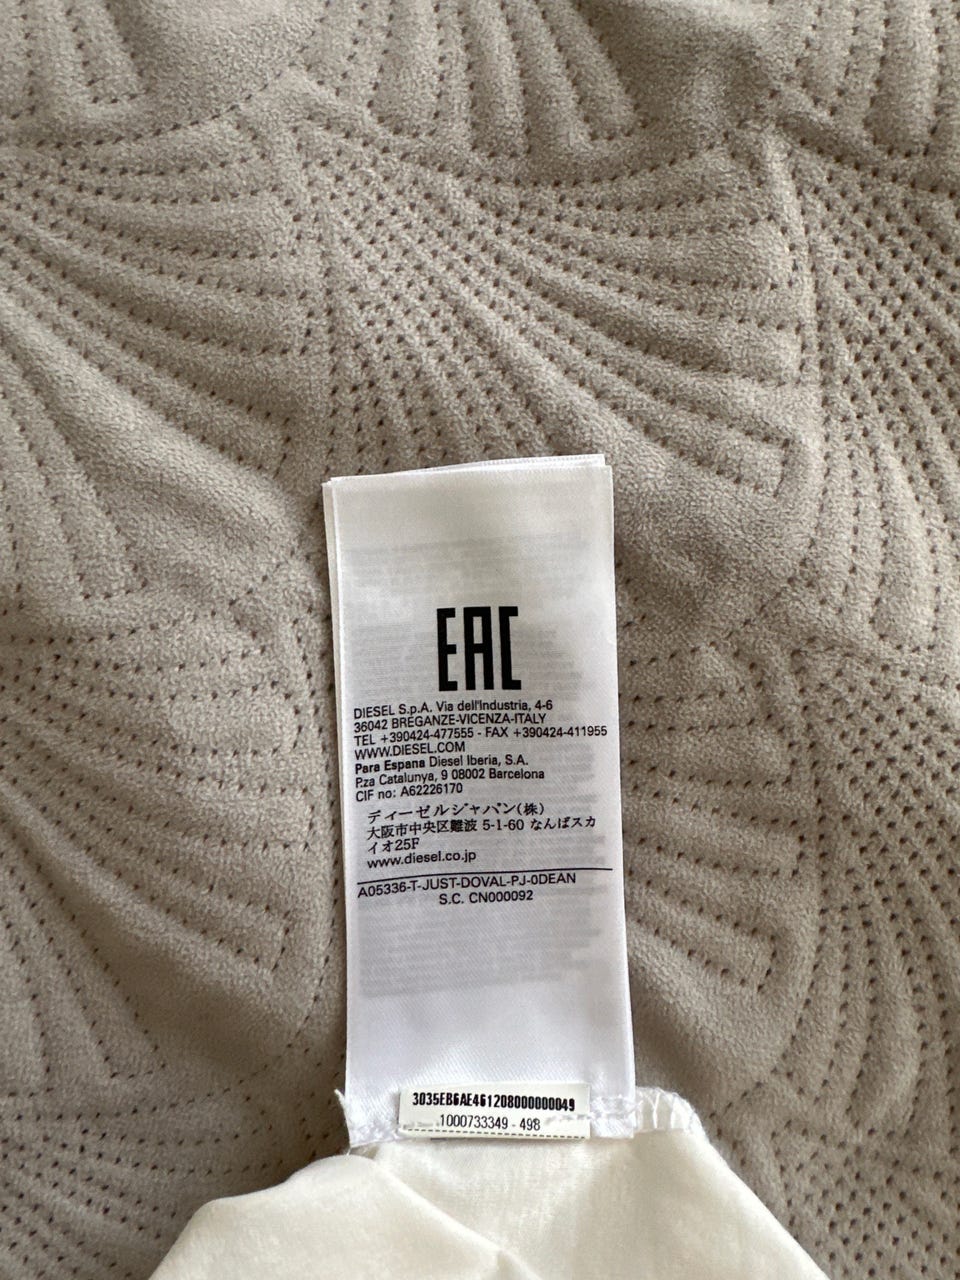 EAC
DIESEL S.p.A. Via dell'Industria, 4-6
36042 BREGANZE-VICENZA-ITALY
TEL +390424-477555 - FAX +390424-411955
WWW.DIESEL.COM
Para Espana Diesel Iberia, S.A.
P.za Catalunya, 9 08002 Barcelona
CIF no: A62226170
ディーゼルジャパン(株)
大阪市中央区難波 5-1-60 なんばスカ
イオ25F
www.diesel.co.jp
A05336-T-JUST-DOVAL-PJ-0DEAN
S.C. CN000092
3035EB6AE461208000000049
1000733349 - 498